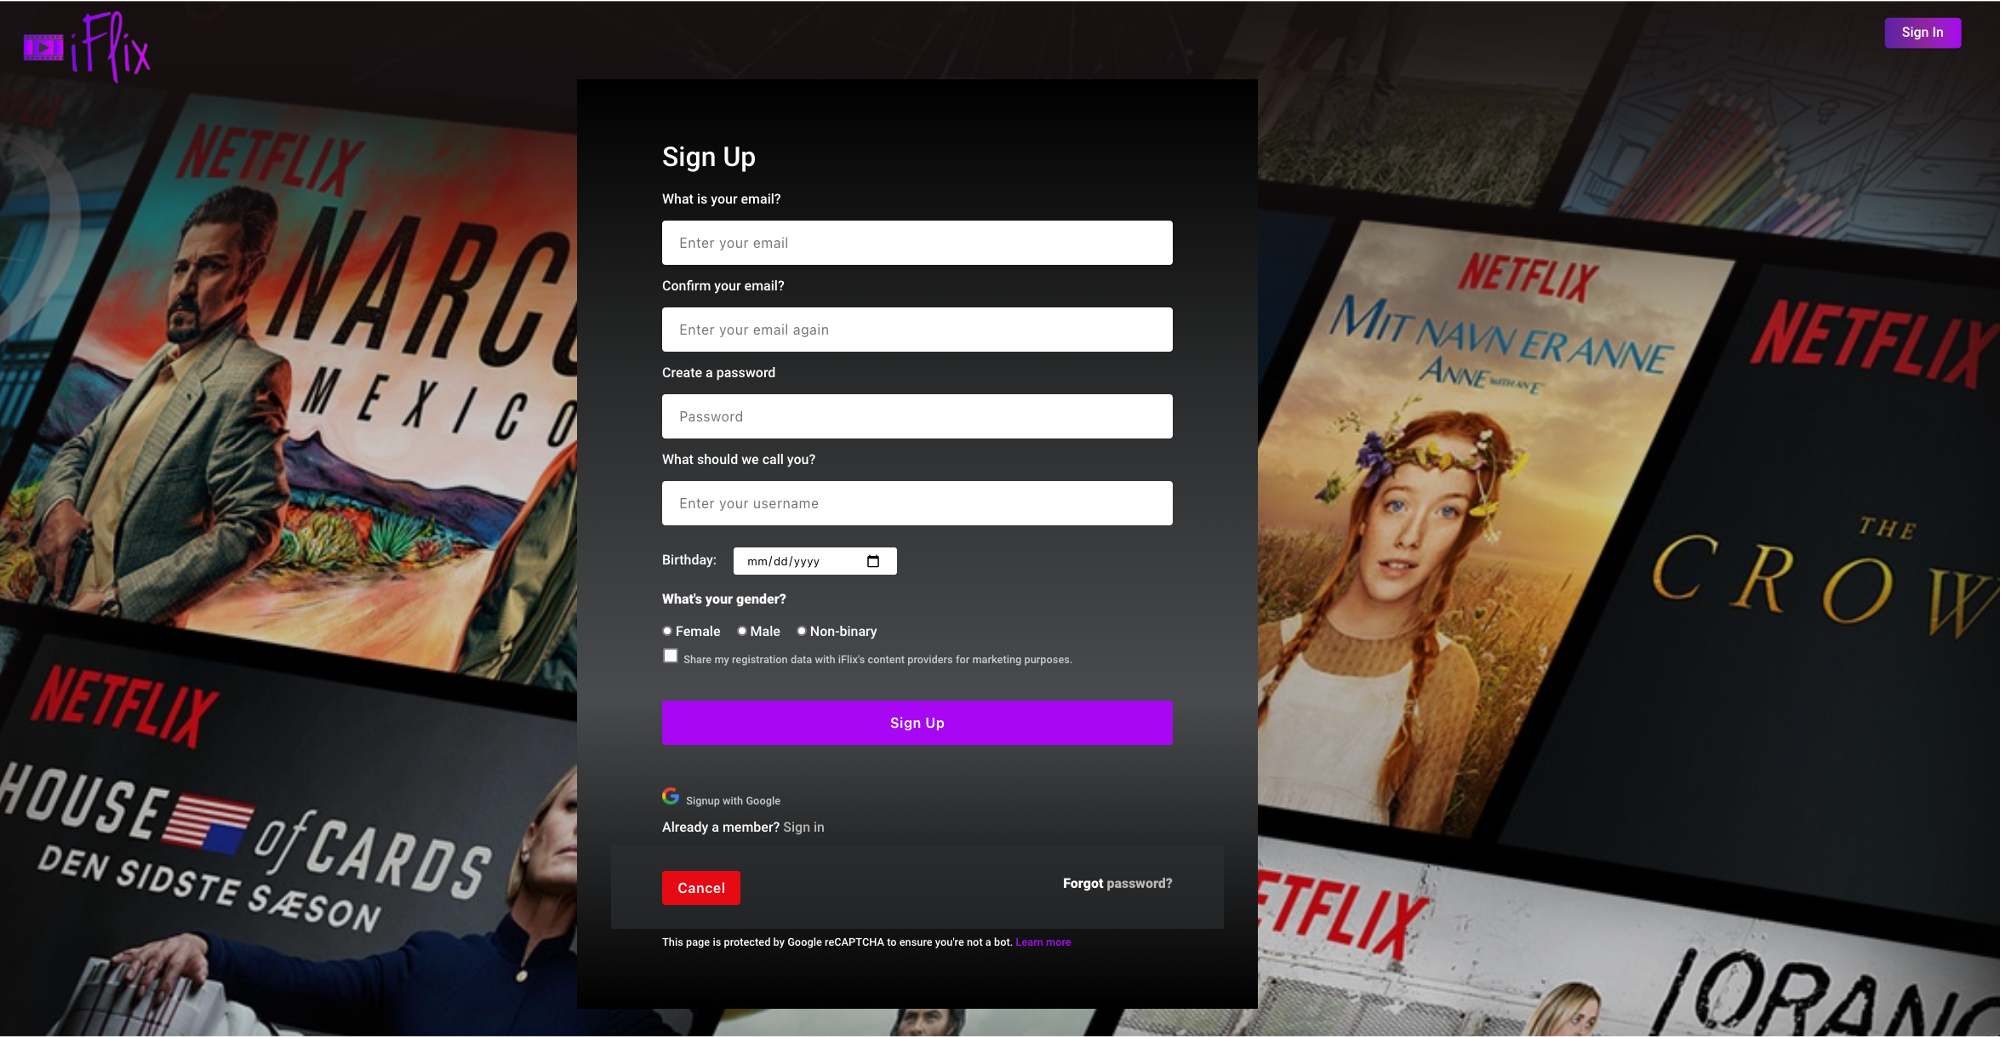 iFlix
Sign In
NETFLIX
NARCO
MEXICO
NETFLIX
HOUSE of CARDS
DEN SIDSTE SÆSON
Sign Up
What is your email?
Enter your email
Confirm your email?
Enter your email again
Create a password
Password
What should we call you?
Enter your username
Birthday: mm/dd/yyyy
What's your gender?
Female Male Non-binary
Share my registration data with iFlix's content providers for marketing purposes.
Sign Up
Signup with Google
Already a member? Sign in
Cancel
Forgot password?
This page is protected by Google reCAPTCHA to ensure you're not a bot. Learn more
NETFLIX
MIT NAVN ER ANNE
ANNE WITH AN E
NETFLIX
THE
CROW
ETFLIX
ORANG